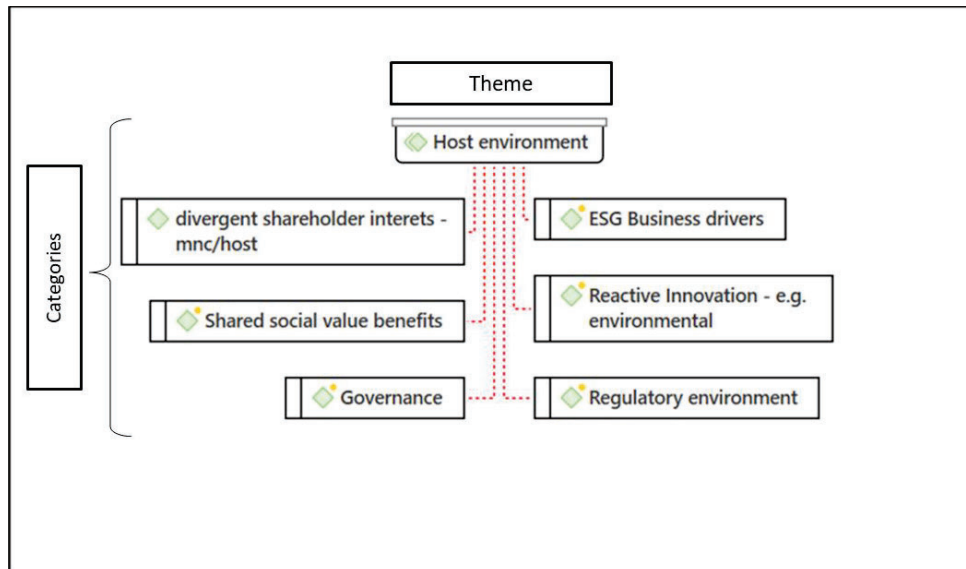 Theme
Host environment
Categories
divergent shareholder interets -
mnc/host
ESG Business drivers
Shared social value benefits
Reactive Innovation - e.g.
environmental
Governance
Regulatory environment